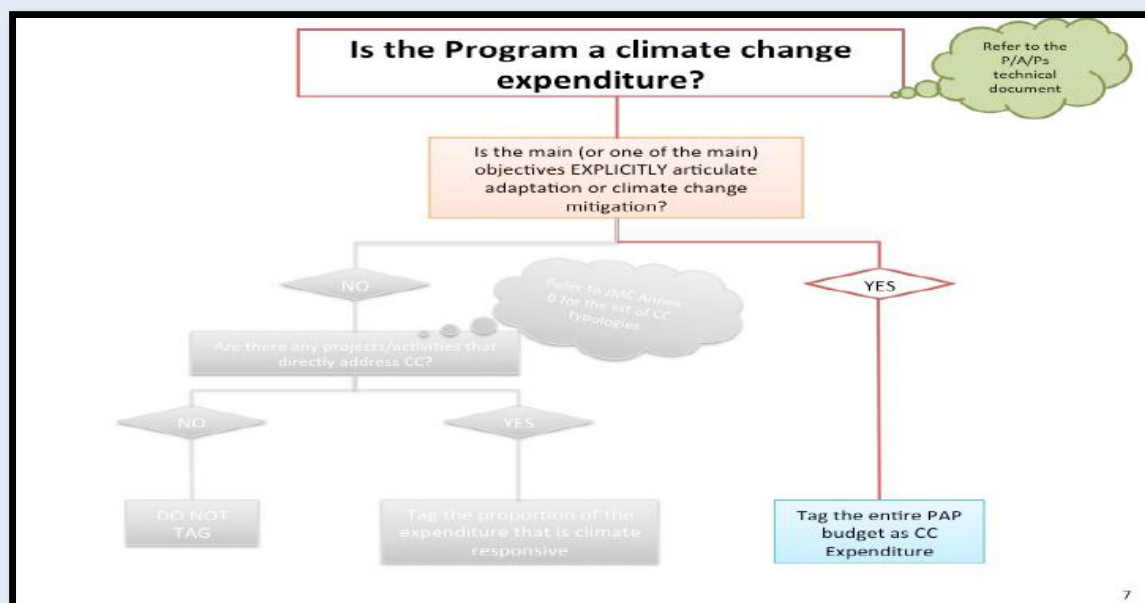 Is the Program a climate change
expenditure?
Refer to the
P/A/Ps
technical
document
Is the main (or one of the main)
objectives EXPLICITLY articulate
adaptation or climate change
mitigation?
NO
Refer to JMC Annex
B for the list of CC
typologies
YES
Are there any projects/activities that
directly address CC?
NO
YES
DO NOT
TAG
Tag the proportion of the
expenditure that is climate
responsive
Tag the entire PAP
budget as CC
Expenditure
7